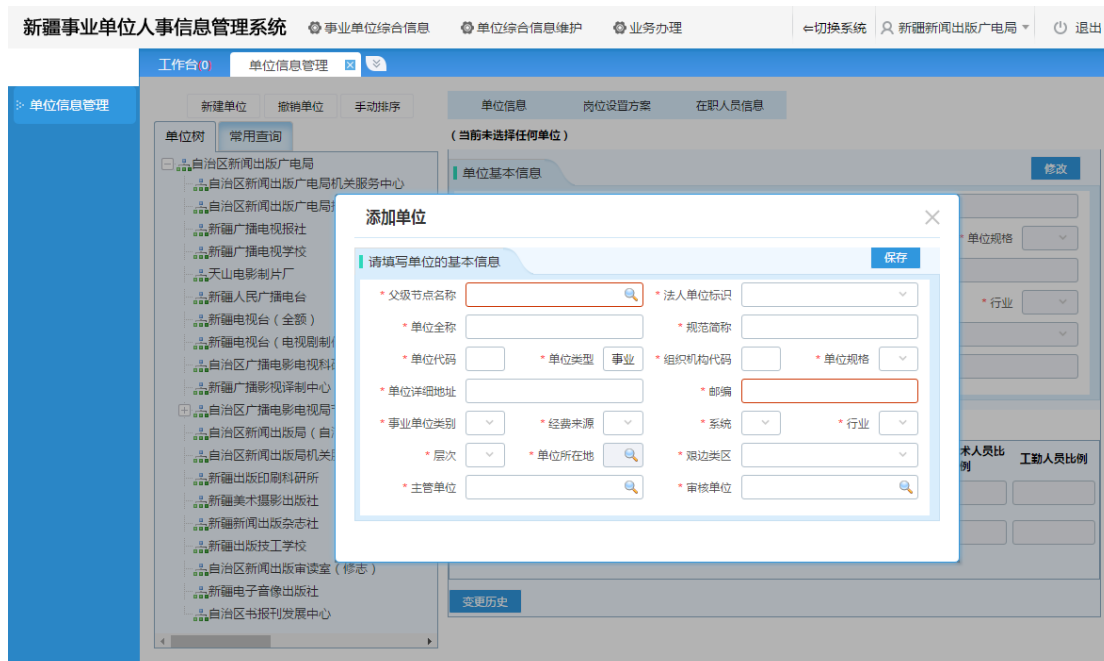 新疆事业单位人事信息管理系统 事业单位综合信息 单位综合信息维护 业务办理 ⇐切换系统 新疆新闻出版广电局 退出
工作台(0) 单位信息管理
单位信息管理
新建单位 撤销单位 手动排序 单位信息 岗位设置方案 在职人员信息
单位树 常用查询 (当前未选择任何单位)
自治区新闻出版广电局
单位基本信息 修改
自治区新闻出版广电局机关服务中心
自治区新闻出版广电局
新疆广播电视报社
新疆广播电视学校
天山电影制片厂
新疆人民广播电台
新疆电视台(全额)
新疆电视台(电视剧制
自治区广播电影电视科
新疆广播影视译制中心
自治区广播电影电视局
自治区新闻出版局(自
自治区新闻出版局机关
新疆出版印刷科研所
新疆美术摄影出版社
新疆新闻出版杂志社
新疆出版技工学校
自治区新闻出版审读室(修志)
新疆电子音像出版社
自治区书报刊发展中心
添加单位
请填写单位的基本信息 保存
* 父级节点名称 * 法人单位标识
* 单位全称 * 规范简称
* 单位代码 * 单位类型 事业 * 组织机构代码 * 单位规格
* 单位详细地址 * 邮编
* 事业单位类别 * 经费来源 * 系统 * 行业
* 层次 * 单位所在地 * 艰边类区
* 主管单位 * 审核单位
* 单位规格
* 行业
术人员比例 工勤人员比例
变更历史